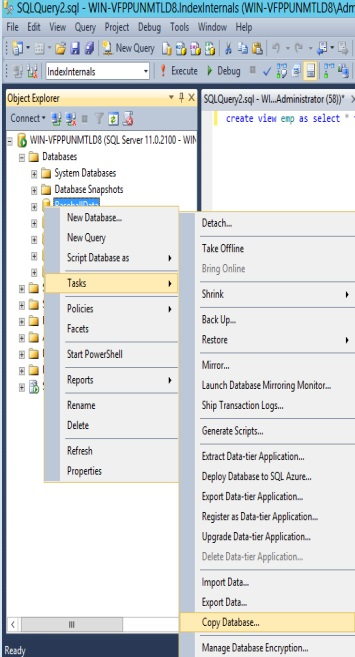 SQLQuery2.sql - WIN-VFPPUNMTLD8.IndexInternals (WIN-VFPPUNMTLD8\Adm
File Edit View Query Project Debug Tools Window Help
New Query
IndexInternals Execute Debug
Object Explorer
SQLQuery2.sql - WI...Administrator (58))*
Connect
create view emp as select *
WIN-VFPPUNMTLD8 (SQL Server 11.0.2100 - WIN
Databases
System Databases
Database Snapshots
BaseballData
New Database...
New Query
Script Database as
Tasks
Policies
Facets
Start PowerShell
Reports
Rename
Delete
Refresh
Properties
Detach...
Take Offline
Bring Online
Shrink
Back Up...
Restore
Mirror...
Launch Database Mirroring Monitor...
Ship Transaction Logs...
Generate Scripts...
Extract Data-tier Application...
Deploy Database to SQL Azure...
Export Data-tier Application...
Register as Data-tier Application...
Upgrade Data-tier Application...
Delete Data-tier Application...
Import Data...
Export Data...
Copy Database...
Manage Database Encryption...
Ready